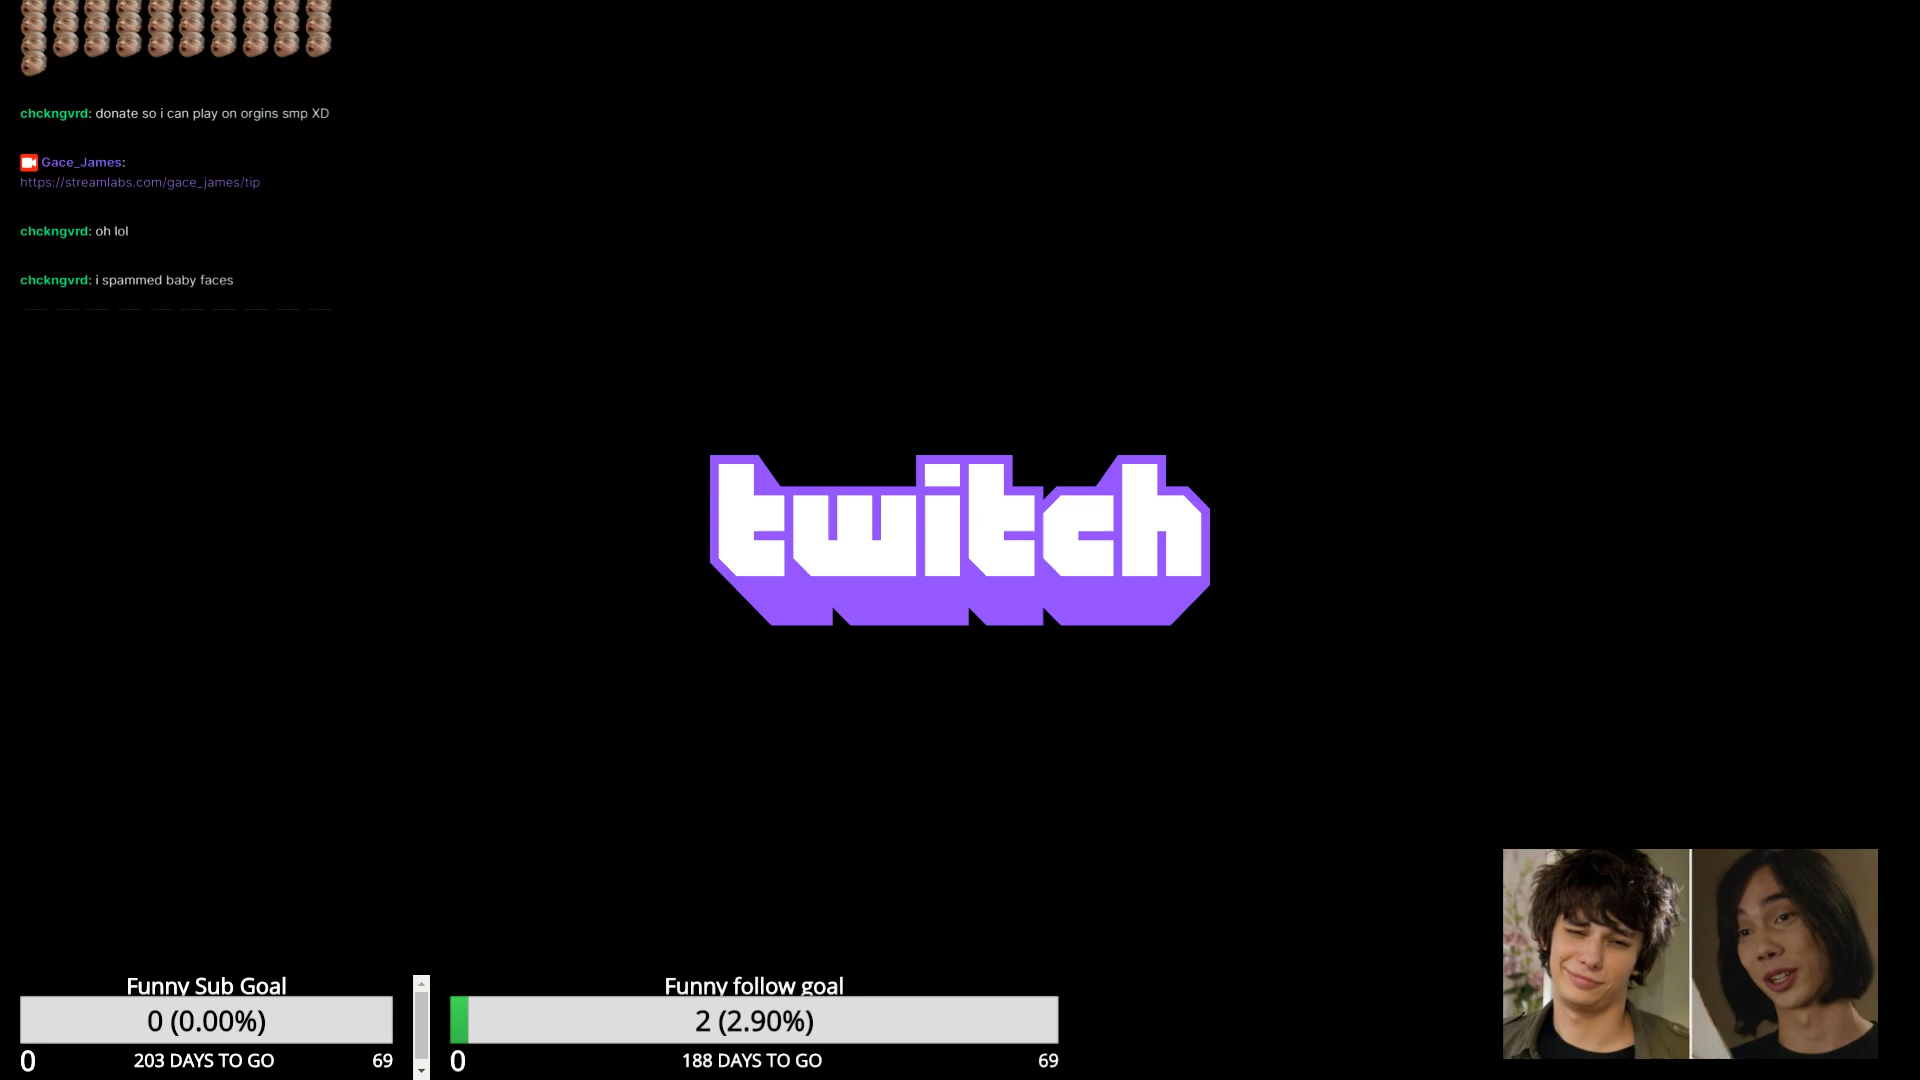 chckngvrd: donate so i can play on orgins smp XD
Gace_James:
https://streamlabs.com/gace_james/tip
chckngvrd: oh lol
chckngvrd: i spammed baby faces
twitch
Funny Sub Goal
0 (0.00%)
0 203 DAYS TO GO 69
Funny follow goal
2 (2.90%)
0 188 DAYS TO GO 69